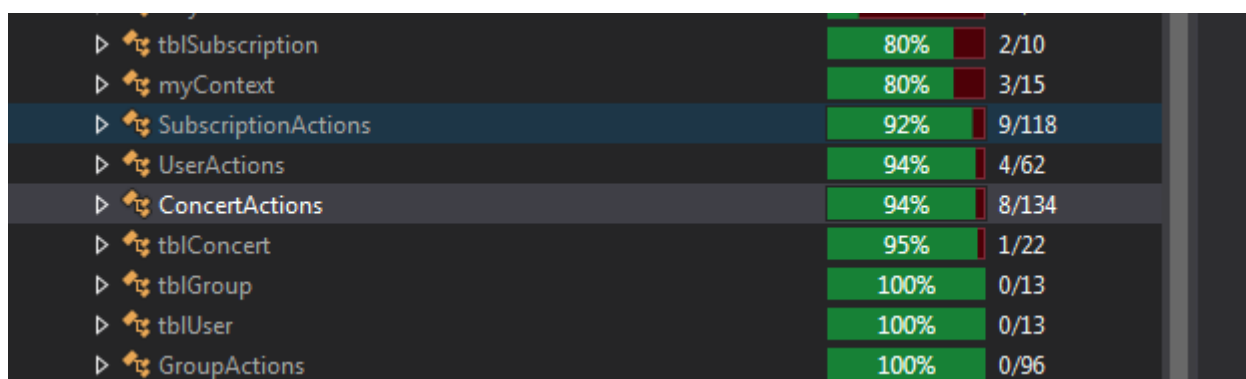 tblSubscription 80% 2/10
myContext 80% 3/15
SubscriptionActions 92% 9/118
UserActions 94% 4/62
ConcertActions 94% 8/134
tblConcert 95% 1/22
tblGroup 100% 0/13
tblUser 100% 0/13
GroupActions 100% 0/96